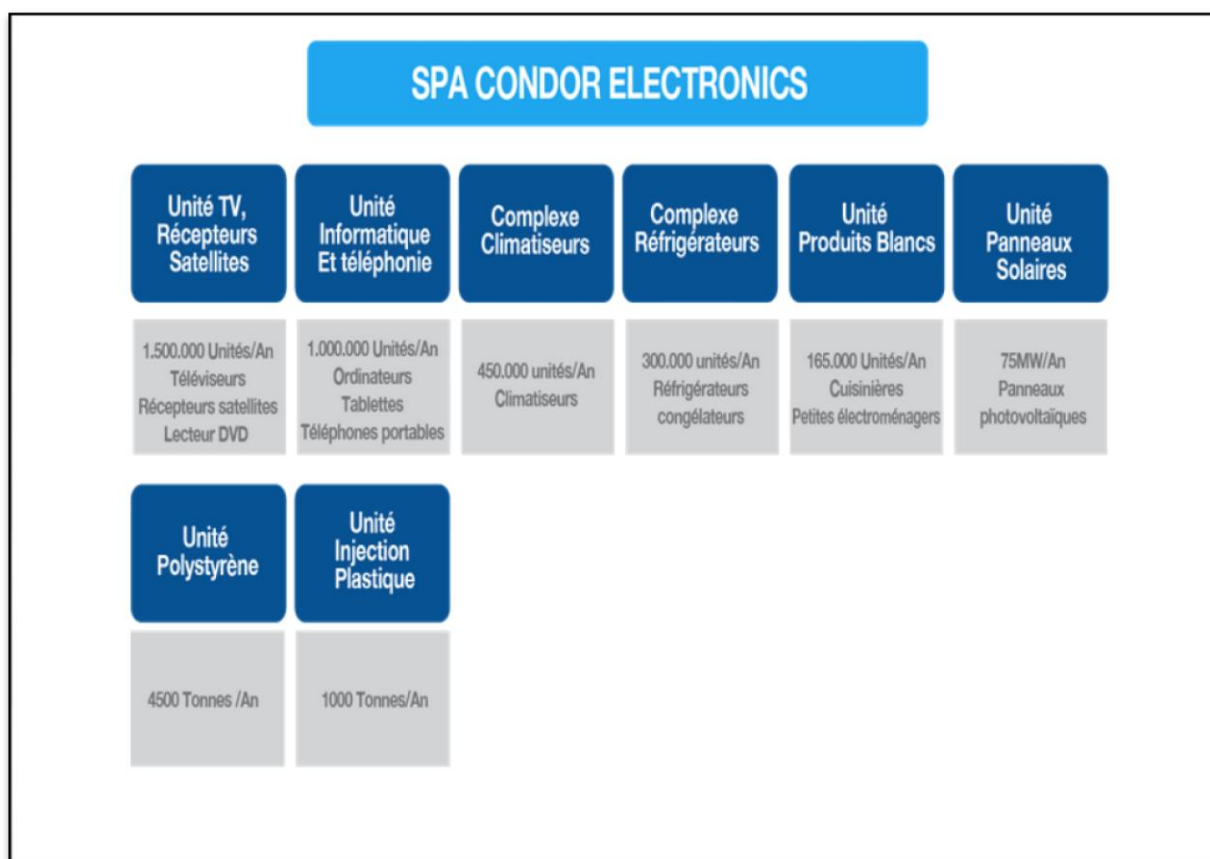 SPA CONDOR ELECTRONICS
Unité TV,
Récepteurs
Satellites
1.500.000 Unités/An
Téléviseurs
Récepteurs satellites
Lecteur DVD
Unité
Informatique
Et téléphonie
1.000.000 Unités/An
Ordinateurs
Tablettes
Téléphones portables
Complexe
Climatiseurs
450.000 unités/An
Climatiseurs
Complexe
Réfrigérateurs
300.000 unités/An
Réfrigérateurs
congélateurs
Unité
Produits Blancs
165.000 Unités/An
Cuisinières
Petites électroménagers
Unité
Panneaux
Solaires
75MW/An
Panneaux
photovoltaïques
Unité
Polystyrène
4500 Tonnes /An
Unité
Injection
Plastique
1000 Tonnes/An